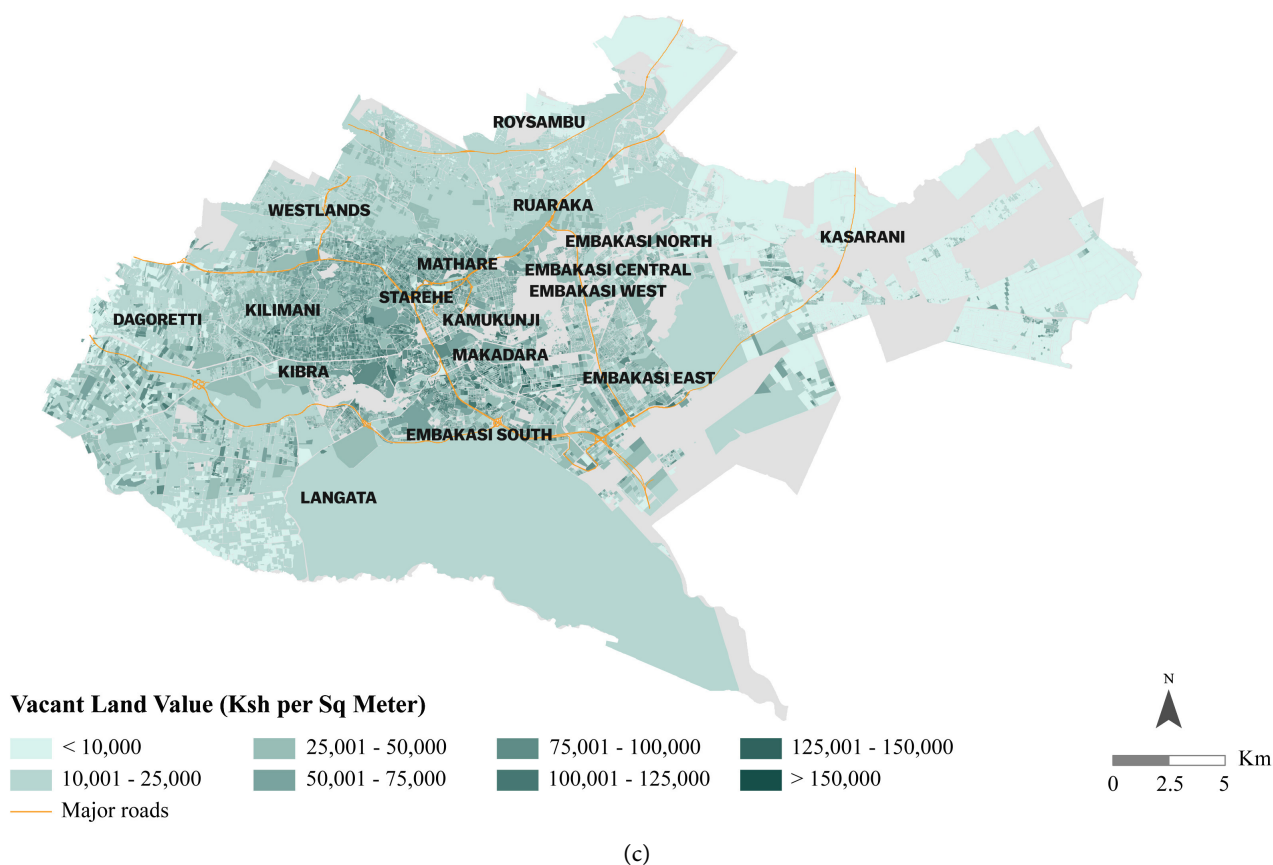 ROYSAMBU
WESTLANDS
RUARAKA
EMBAKASI NORTH
KASARANI
MATHARE
EMBAKASI CENTRAL
STAREHE
EMBAKASI WEST
KILIMANI
DAGORETTI
KAMUKUNJI
MAKADARA
KIBRA
EMBAKASI EAST
EMBAKASI SOUTH
LANGATA
Vacant Land Value (Ksh per Sq Meter)
< 10,000
25,001 - 50,000
75,001 - 100,000
125,001 - 150,000
10,001 - 25,000
50,001 - 75,000
100,001 - 125,000
> 150,000
Major roads
N
Km
0 2.5 5
(c)